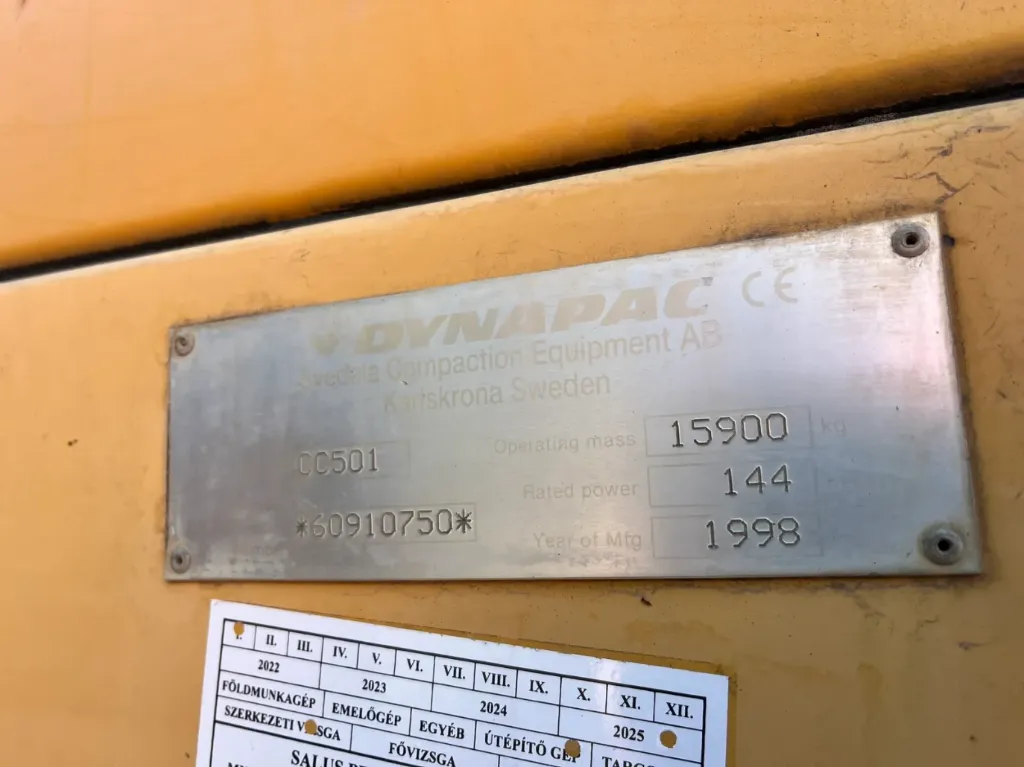 DYNAPAC CE
Svedala Compaction Equipment AB
Karlskrona Sweden
CC501
*60910750*
Operating mass 15900 kg
Rated power 144
Year of Mfg 1998
I. II. III. IV. V. VI. VII. VIII. IX. X. XI. XII.
2022 2023 2024 2025
FÖLDMUNKAGÉP EMELŐGÉP EGYÉB ÚTÉPÍTŐ GÉP
SZERKEZETI VIZSGA FŐVIZSGA
SALUS